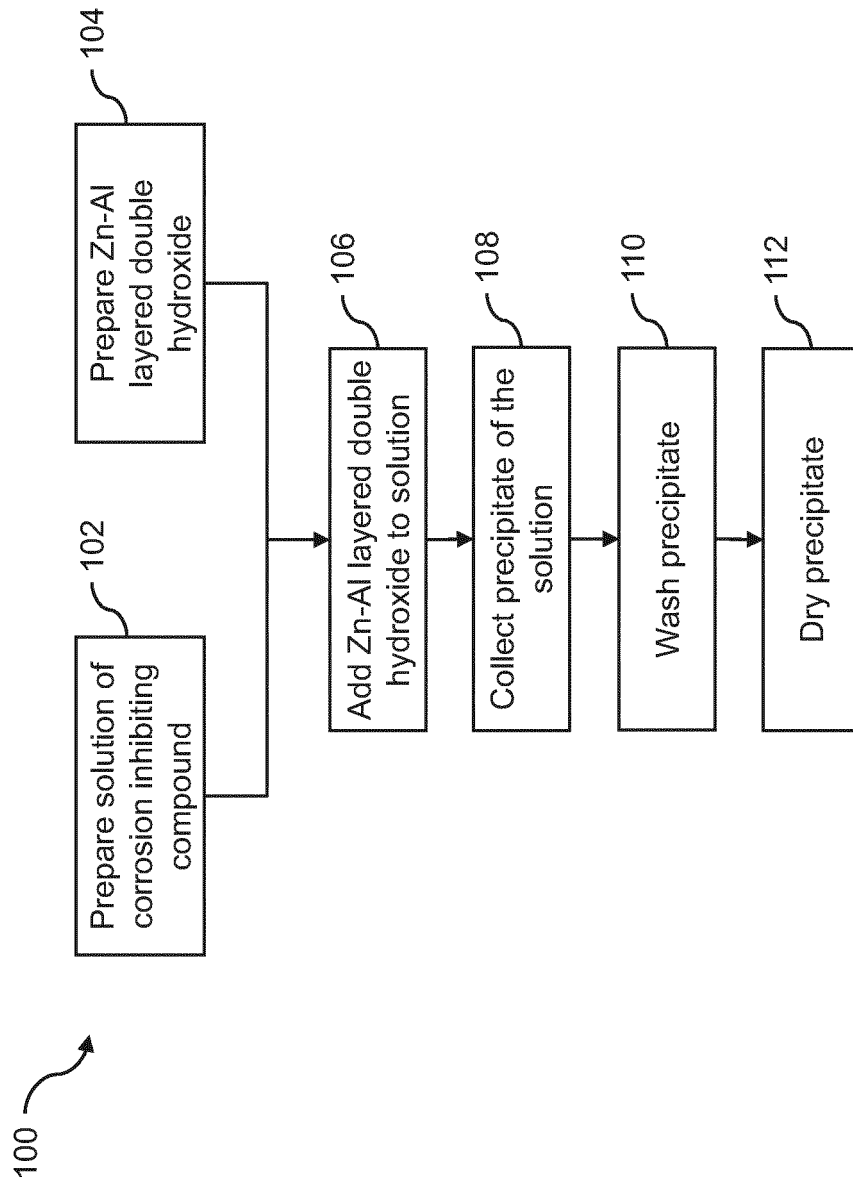 100
102
Prepare solution of
corrosion inhibiting
compound
104
Prepare Zn-Al
layered double
hydroxide
106
Add Zn-Al layered double
hydroxide to solution
108
Collect precipitate of the
solution
110
Wash precipitate
112
Dry precipitate